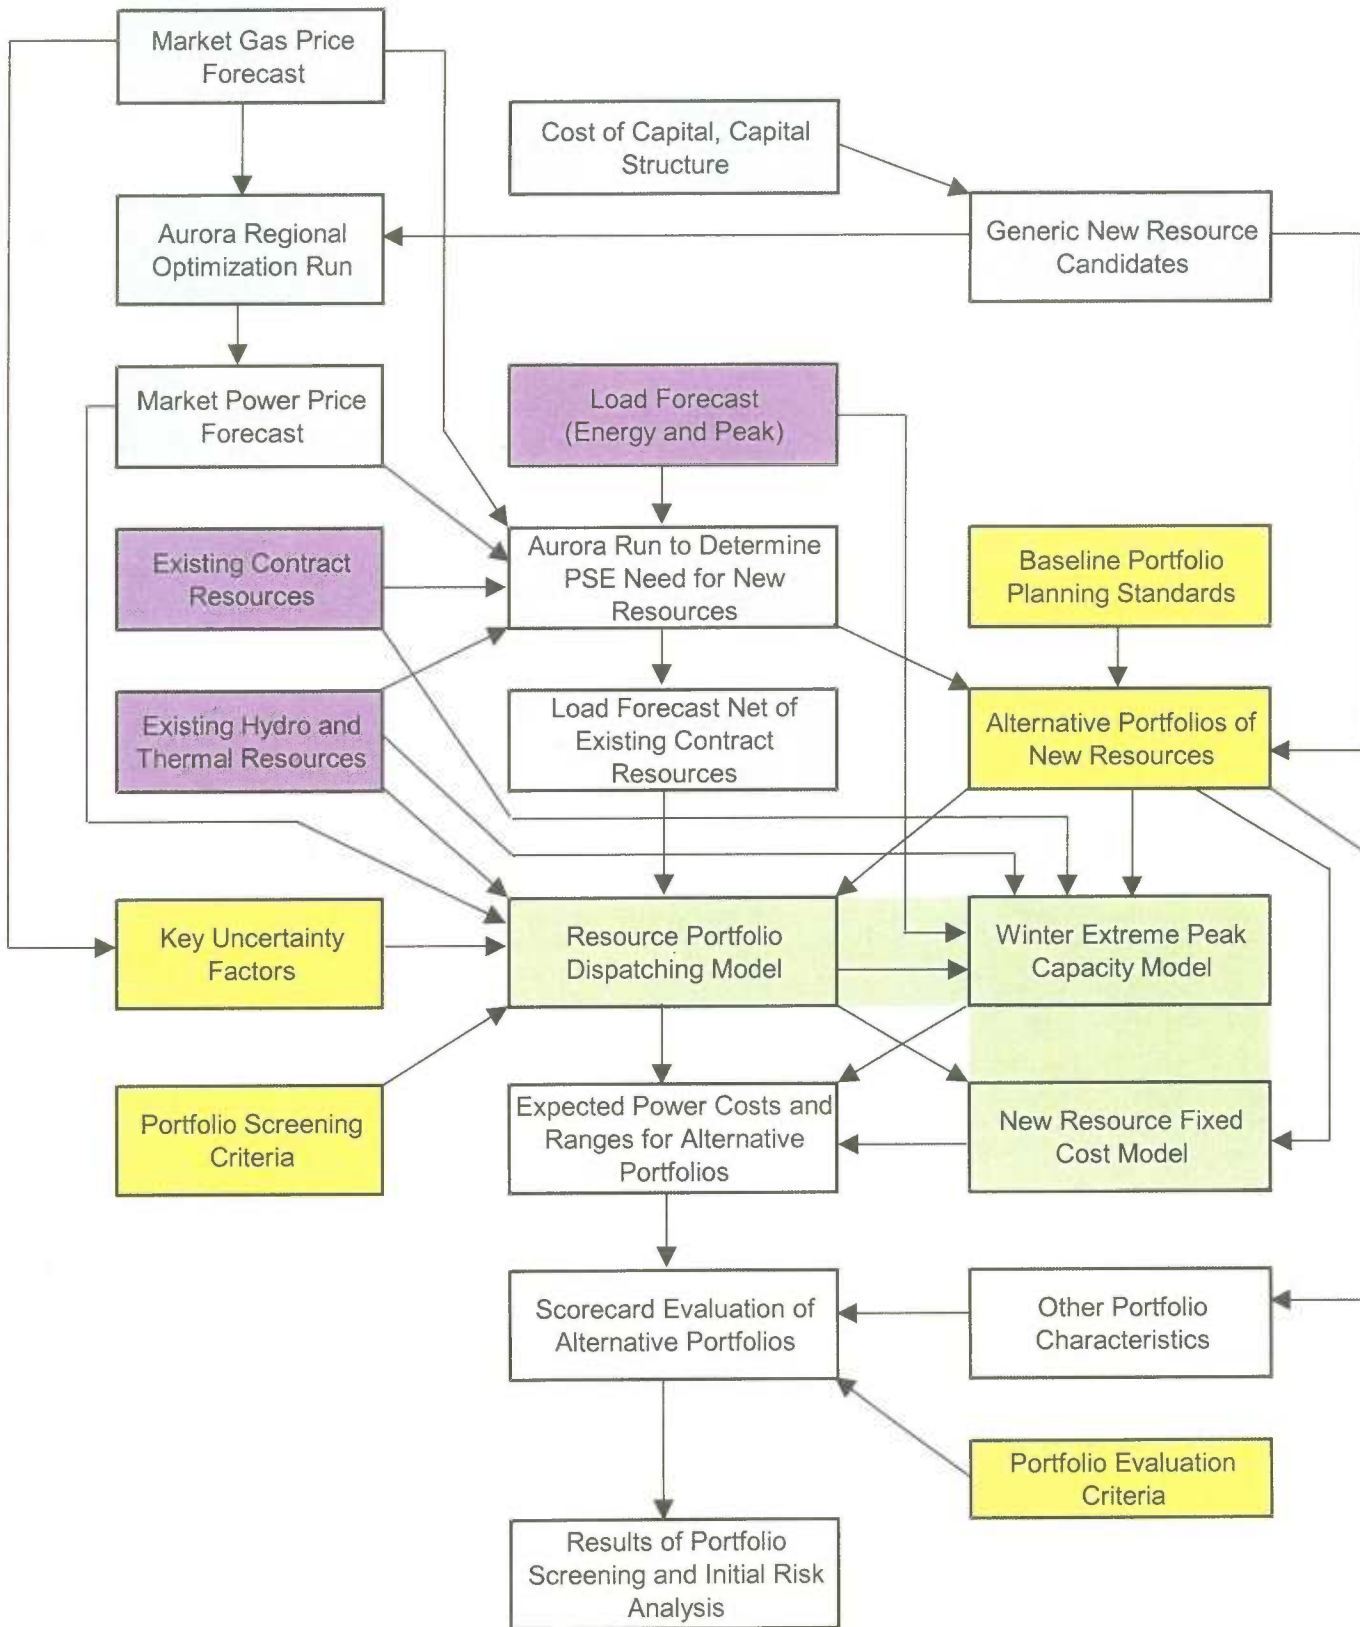 Market Gas Price
Forecast
Cost of Capital, Capital
Structure
Aurora Regional
Optimization Run
Generic New Resource
Candidates
Market Power Price
Forecast
Load Forecast
(Energy and Peak)
Existing Contract
Resources
Aurora Run to Determine
PSE Need for New
Resources
Baseline Portfolio
Planning Standards
Existing Hydro and
Thermal Resources
Load Forecast Net of
Existing Contract
Resources
Alternative Portfolios of
New Resources
Key Uncertainty
Factors
Resource Portfolio
Dispatching Model
Winter Extreme Peak
Capacity Model
Portfolio Screening
Criteria
Expected Power Costs and
Ranges for Alternative
Portfolios
New Resource Fixed
Cost Model
Scorecard Evaluation of
Alternative Portfolios
Other Portfolio
Characteristics
Portfolio Evaluation
Criteria
Results of Portfolio
Screening and Initial Risk
Analysis